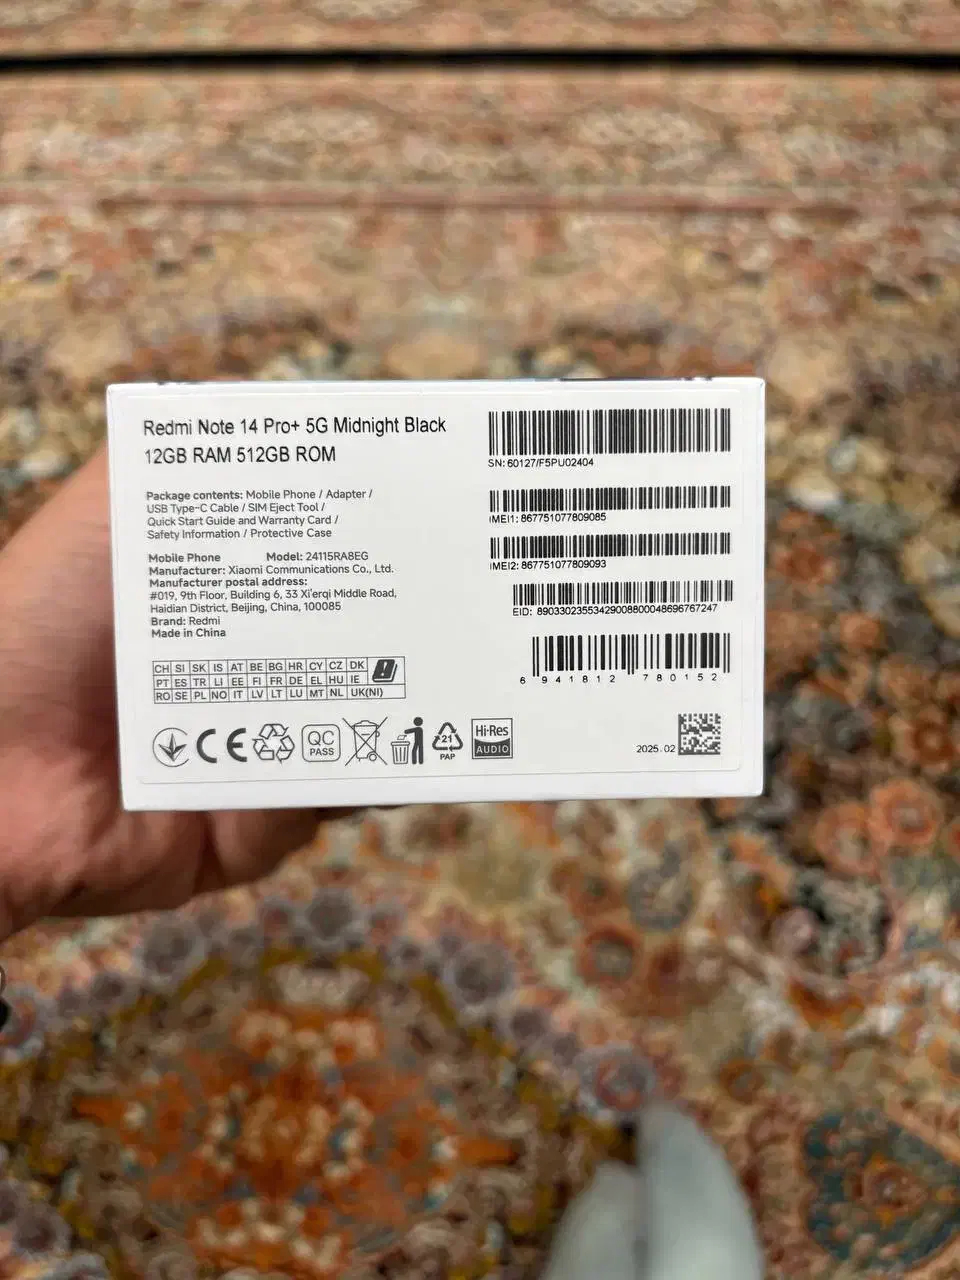 Redmi Note 14 Pro+ 5G Midnight Black
12GB RAM 512GB ROM
Package contents: Mobile Phone / Adapter /
USB Type-C Cable / SIM Eject Tool /
Quick Start Guide and Warranty Card /
Safety Information / Protective Case
Mobile Phone Model: 24115RA8EG
Manufacturer: Xiaomi Communications Co., Ltd.
Manufacturer postal address:
#019, 9th Floor, Building 6, 33 Xi'erqi Middle Road,
Haidian District, Beijing, China, 100085
Brand: Redmi
Made in China
CH SI SK IS AT BE BG HR CY CZ DK
PT ES TR LI EE FI FR DE EL HU IE
RO SE PL NO IT LV LT LU MT NL UK(NI)
CE
QC
PASS
21
PAP
Hi-Res
AUDIO
SN: 60127/F5PU02404
IMEI1: 867751077809085
IMEI2: 867751077809093
EID: 89033023553429008800048696767247
6 941812 780152
2025.02